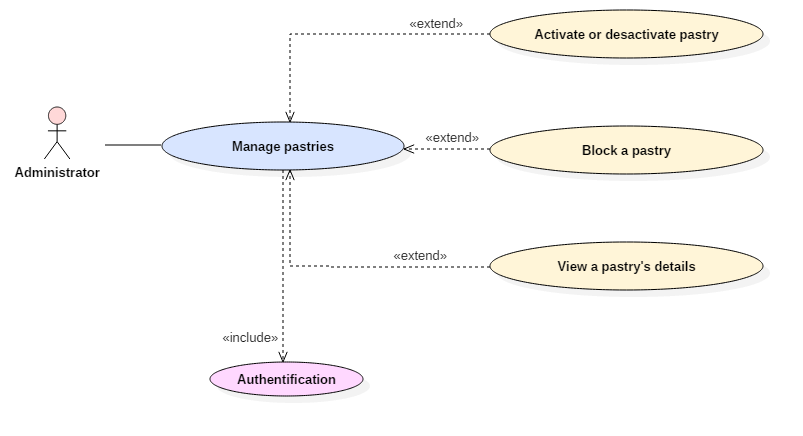 «extend»
Activate or desactivate pastry
Administrator
Manage pastries
«extend»
Block a pastry
«extend»
View a pastry's details
«include»
Authentification